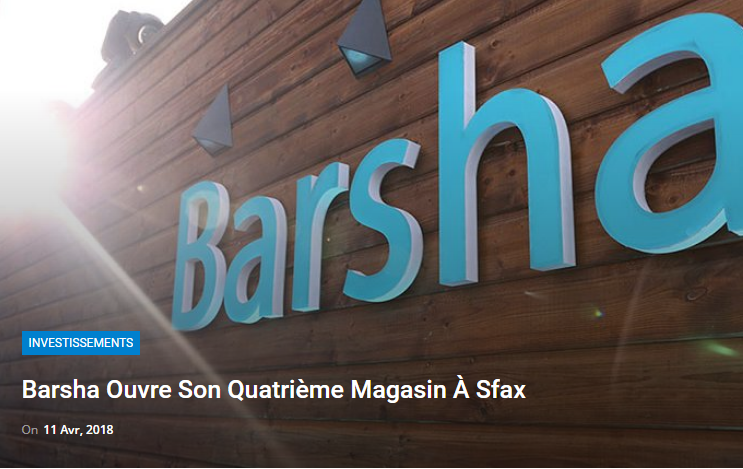 Barsha
INVESTISSEMENTS
Barsha Ouvre Son Quatrième Magasin À Sfax
On 11 Avr, 2018